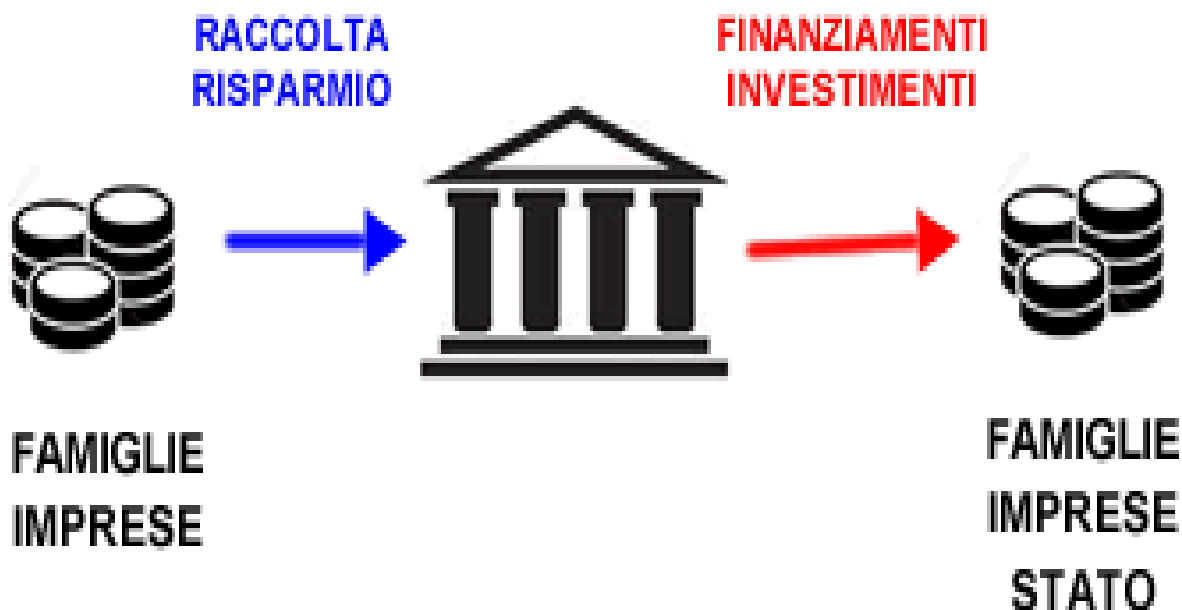 RACCOLTA
RISPARMIO
FINANZIAMENTI
INVESTIMENTI
FAMIGLIE
IMPRESE
FAMIGLIE
IMPRESE
STATO